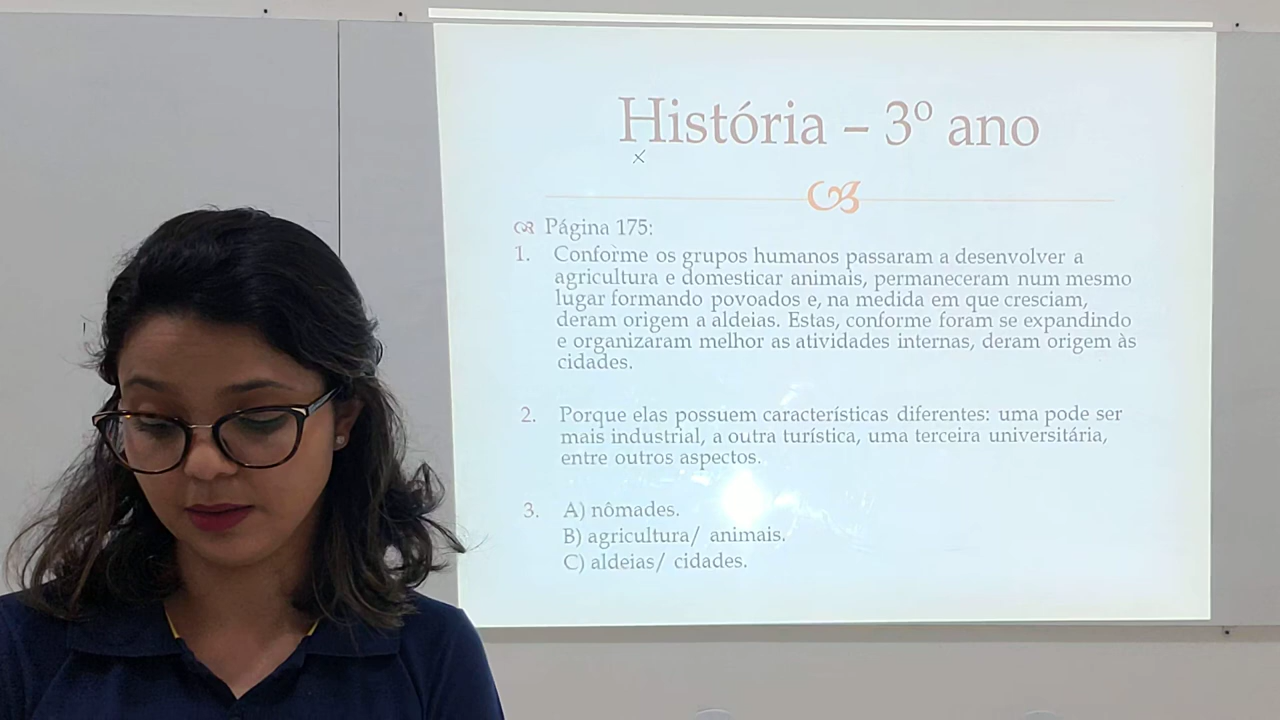 História – 3º ano
Página 175:
1. Conforme os grupos humanos passaram a desenvolver a
agricultura e domesticar animais, permaneceram num mesmo
lugar formando povoados e, na medida em que cresciam,
deram origem a aldeias. Estas, conforme foram se expandindo
e organizaram melhor as atividades internas, deram origem às
cidades.
2. Porque elas possuem características diferentes: uma pode ser
mais industrial, a outra turística, uma terceira universitária,
entre outros aspectos.
3. A) nômades.
B) agricultura/ animais.
C) aldeias/ cidades.